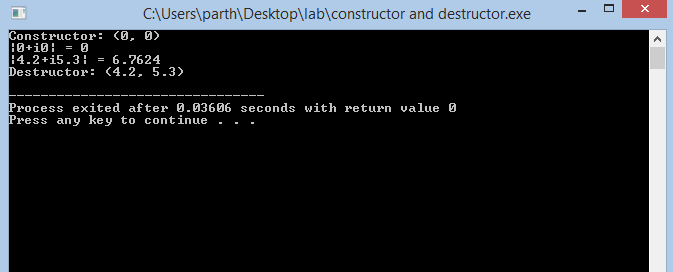 C:\Users\parth\Desktop\lab\constructor and destructor.exe
Constructor: (0, 0)
|0+i0| = 0
|4.2+i5.3| = 6.7624
Destructor: (4.2, 5.3)
--------------------------------
Process exited after 0.03606 seconds with return value 0
Press any key to continue . . .